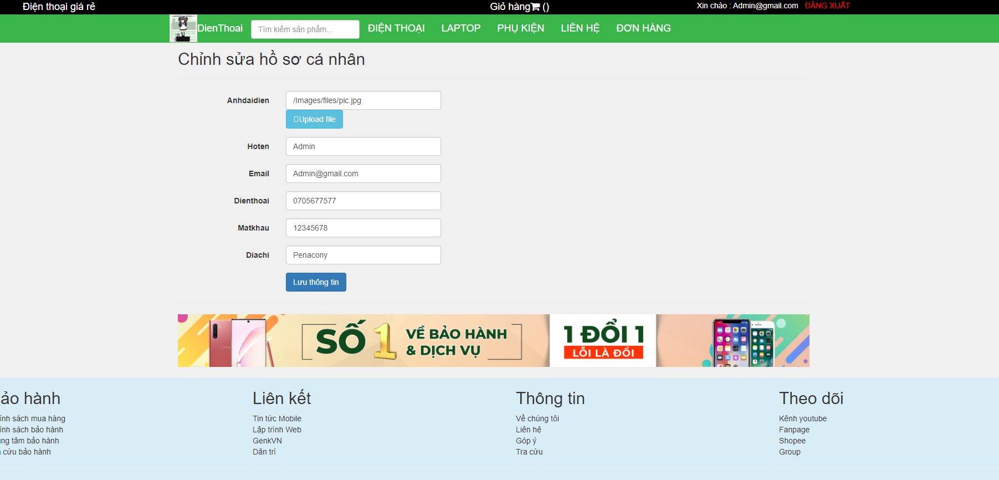 Điện thoại giá rẻ
Giỏ hàng ()
Xin chào : Admin@gmail.com ĐĂNG XUẤT
DienThoai
Tìm kiếm sản phẩm...
ĐIỆN THOẠI
LAPTOP
PHỤ KIỆN
LIÊN HỆ
ĐƠN HÀNG
Chỉnh sửa hồ sơ cá nhân
Anhdaidien
/Images/files/pic.jpg
Upload file
Hoten
Admin
Email
Admin@gmail.com
Dienthoai
0705677577
Matkhau
12345678
Diachi
Penacony
Lưu thông tin
SỐ 1
VỀ BẢO HÀNH
& DỊCH VỤ
1 ĐỔI 1
LỖI LÀ ĐỔI
ảo hành
ính sách mua hàng
ính sách bảo hành
ng tâm bảo hành
cứu bảo hành
Liên kết
Tin tức Mobile
Lập trình Web
GenkVN
Dân trí
Thông tin
Về chúng tôi
Liên hệ
Góp ý
Tra cứu
Theo dõi
Kênh youtube
Fanpage
Shopee
Group